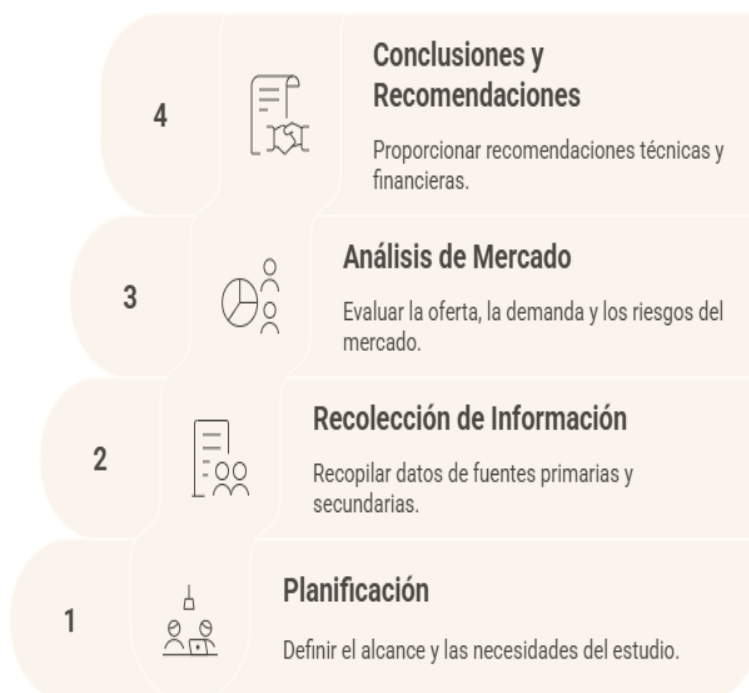 4
Conclusiones y
Recomendaciones
Proporcionar recomendaciones técnicas y
financieras.
3
Análisis de Mercado
Evaluar la oferta, la demanda y los riesgos del
mercado.
2
Recolección de Información
Recopilar datos de fuentes primarias y
secundarias.
1
Planificación
Definir el alcance y las necesidades del estudio.